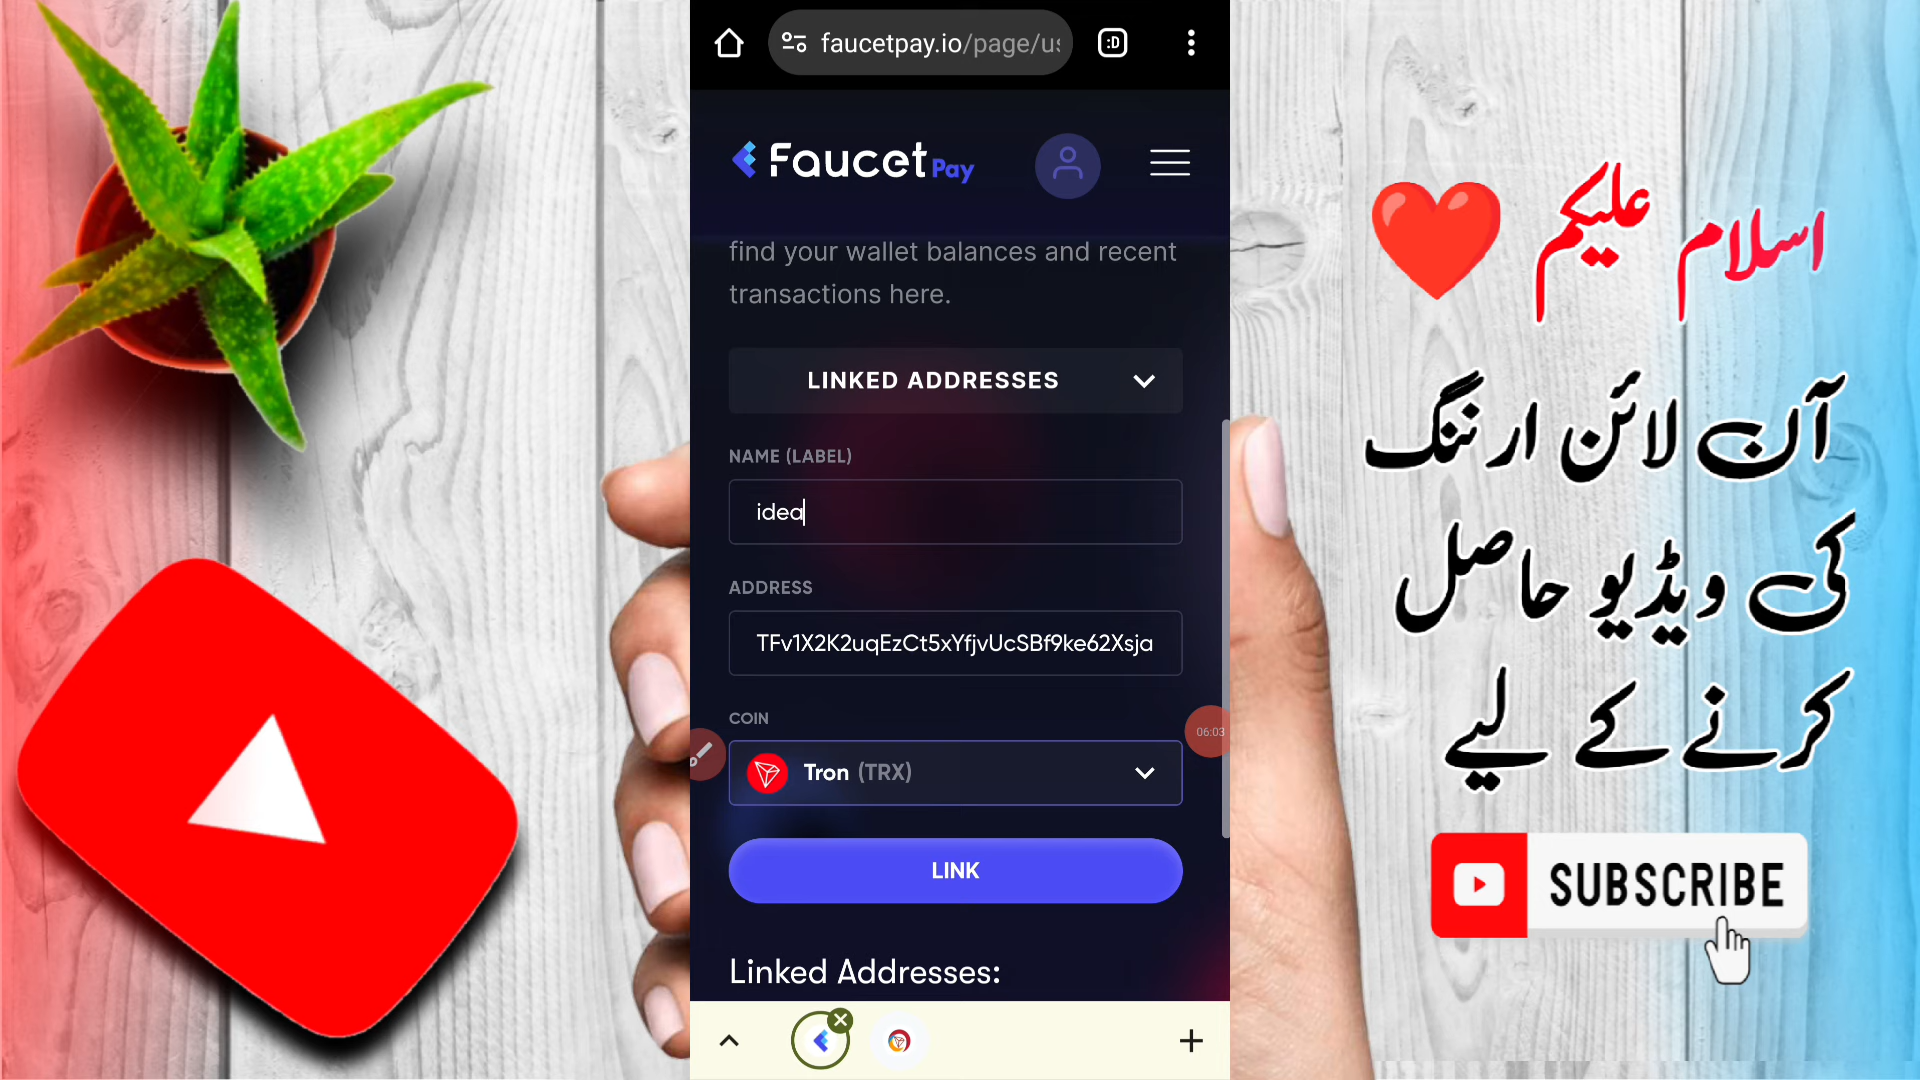 :D
faucetpay.io/page/us
Faucet Pay
find your wallet balances and recent
transactions here.
LINKED ADDRESSES
NAME (LABEL)
idea
ADDRESS
TFv1X2K2uqEzCt5xYfjvUcSBf9ke62Xsja
COIN
06:03
Tron (TRX)
LINK
Linked Addresses:
اسلام علیکم
آن لائن ارننگ
کی ویڈیو حاصل
کرنے کے لیے
SUBSCRIBE